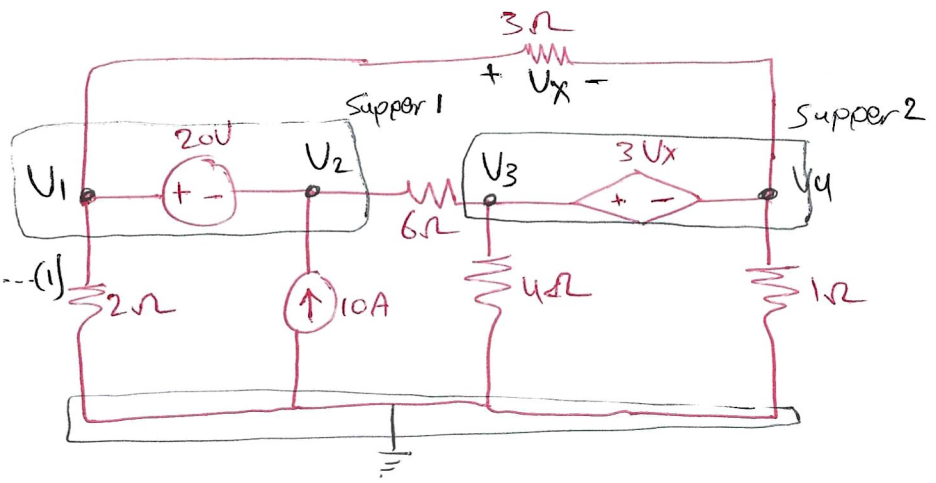 3Ω
+ Vx -
Supper 1
Supper 2
20V
V1
+ -
V2
V3
3Vx
+ -
V4
6Ω
---(1)
2Ω
10A
4Ω
1Ω